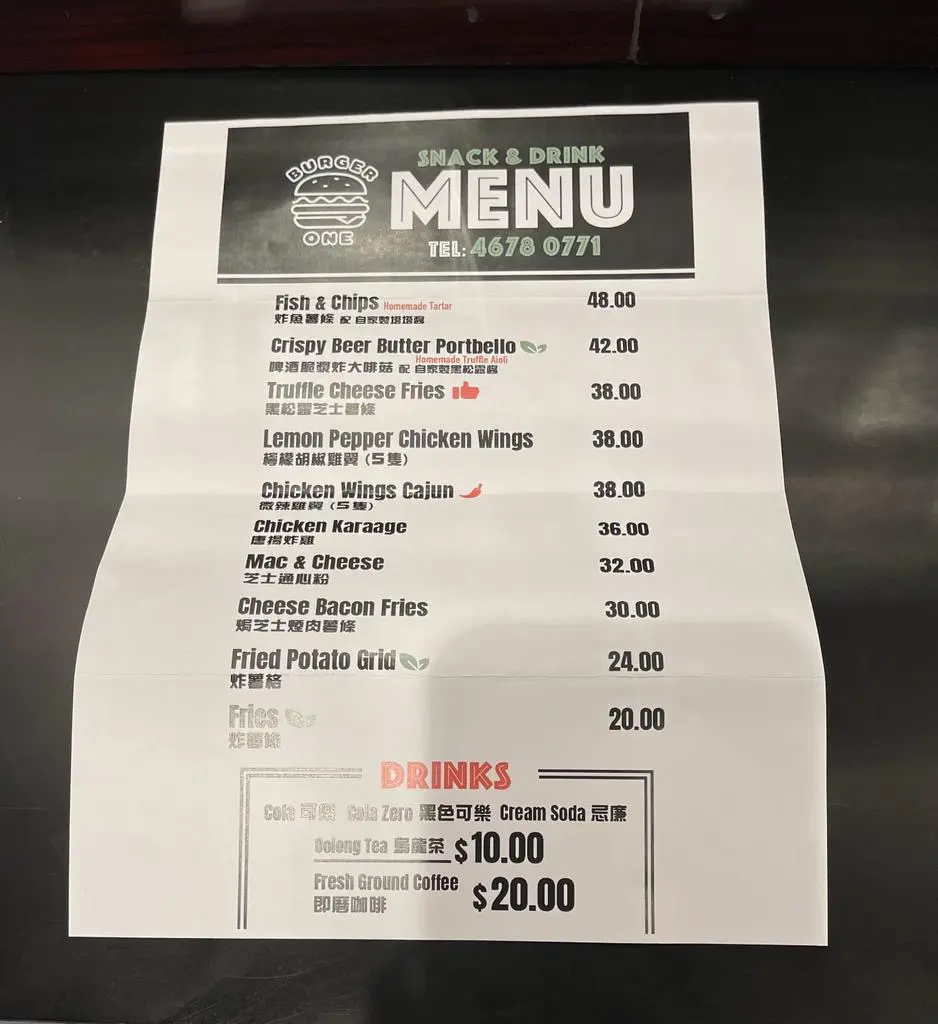 BURGER
ONE
SNACK & DRINK
MENU
TEL: 4678 0771
Fish & Chips Homemade Tartar 48.00
炸魚薯條 配 自家製塔塔醬
Crispy Beer Butter Portbello 42.00
Homemade Truffle Aioli
啤酒脆漿炸大啡菇 配 自家製黑松露醬
Truffle Cheese Fries 38.00
黑松露芝士薯條
Lemon Pepper Chicken Wings 38.00
檸檬胡椒雞翼 (5隻)
Chicken Wings Cajun 38.00
微辣雞翼 (5隻)
Chicken Karaage 36.00
唐揚炸雞
Mac & Cheese 32.00
芝士通心粉
Cheese Bacon Fries 30.00
焗芝士煙肉薯條
Fried Potato Grid 24.00
炸薯格
Fries 20.00
炸薯條
DRINKS
Cola 可樂 Cola Zero 黑色可樂 Cream Soda 忌廉
Oolong Tea 烏龍茶 $10.00
Fresh Ground Coffee $20.00
即磨咖啡